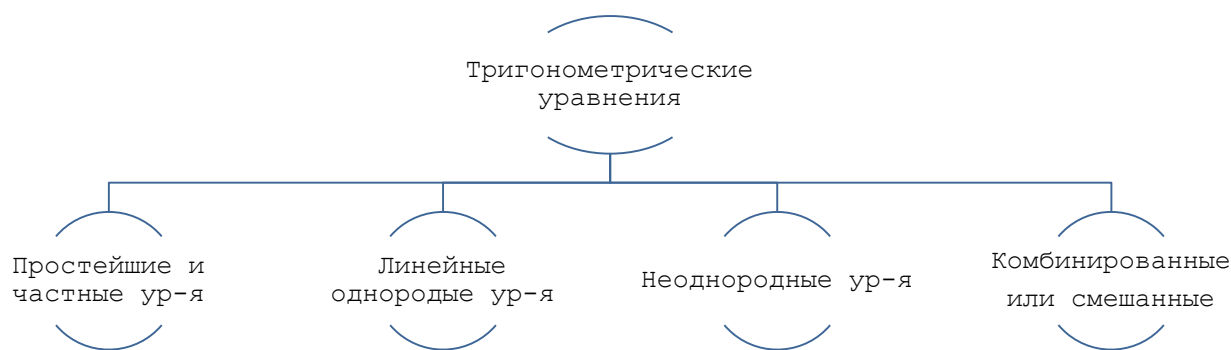 Тригонометрические
уравнения
Простейшие и
частные ур-я
Линейные
однородые ур-я
Неоднородные ур-я
Комбинированные
или смешанные